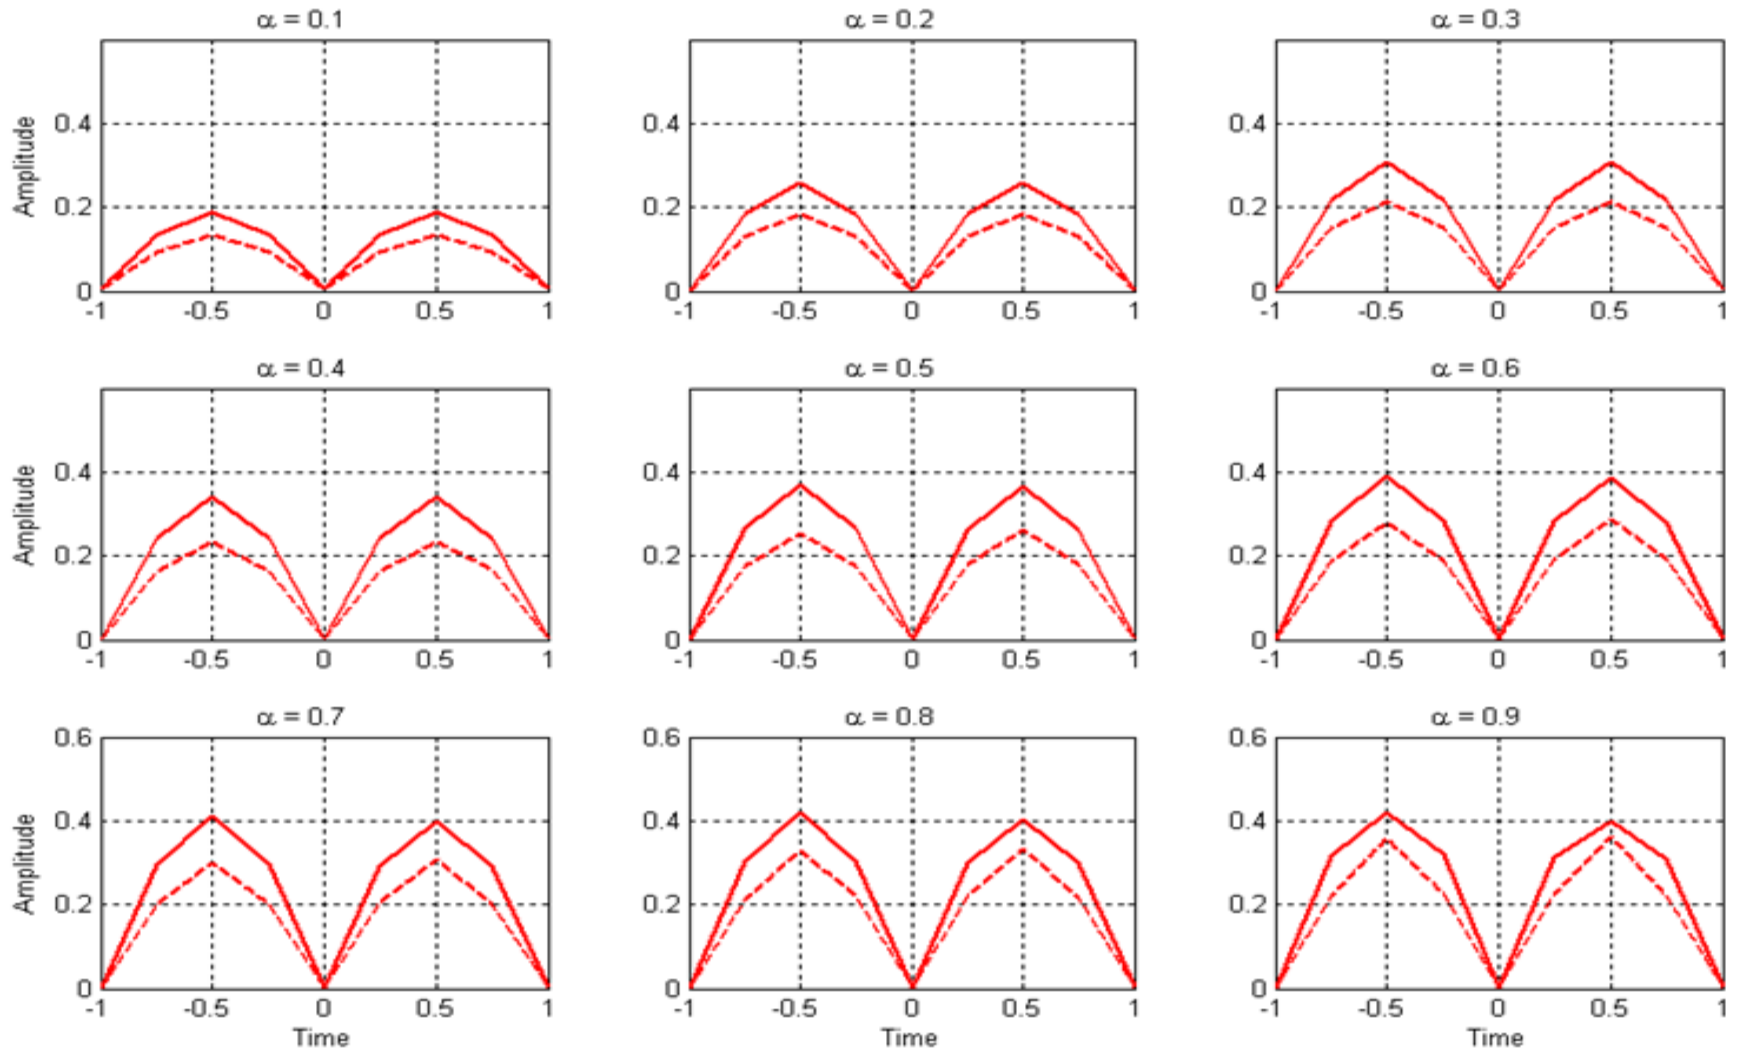 α = 0.1 α = 0.2 α = 0.3
Amplitude
0.4 0.4 0.4
0.2 0.2 0.2
0 0 0
-1 -0.5 0 0.5 1 -1 -0.5 0 0.5 1 -1 -0.5 0 0.5 1
α = 0.4 α = 0.5 α = 0.6
Amplitude
0.4 0.4 0.4
0.2 0.2 0.2
0 0 0
-1 -0.5 0 0.5 1 -1 -0.5 0 0.5 1 -1 -0.5 0 0.5 1
α = 0.7 α = 0.8 α = 0.9
Amplitude
0.6 0.6 0.6
0.4 0.4 0.4
0.2 0.2 0.2
0 0 0
-1 -0.5 0 0.5 1 -1 -0.5 0 0.5 1 -1 -0.5 0 0.5 1
Time Time Time